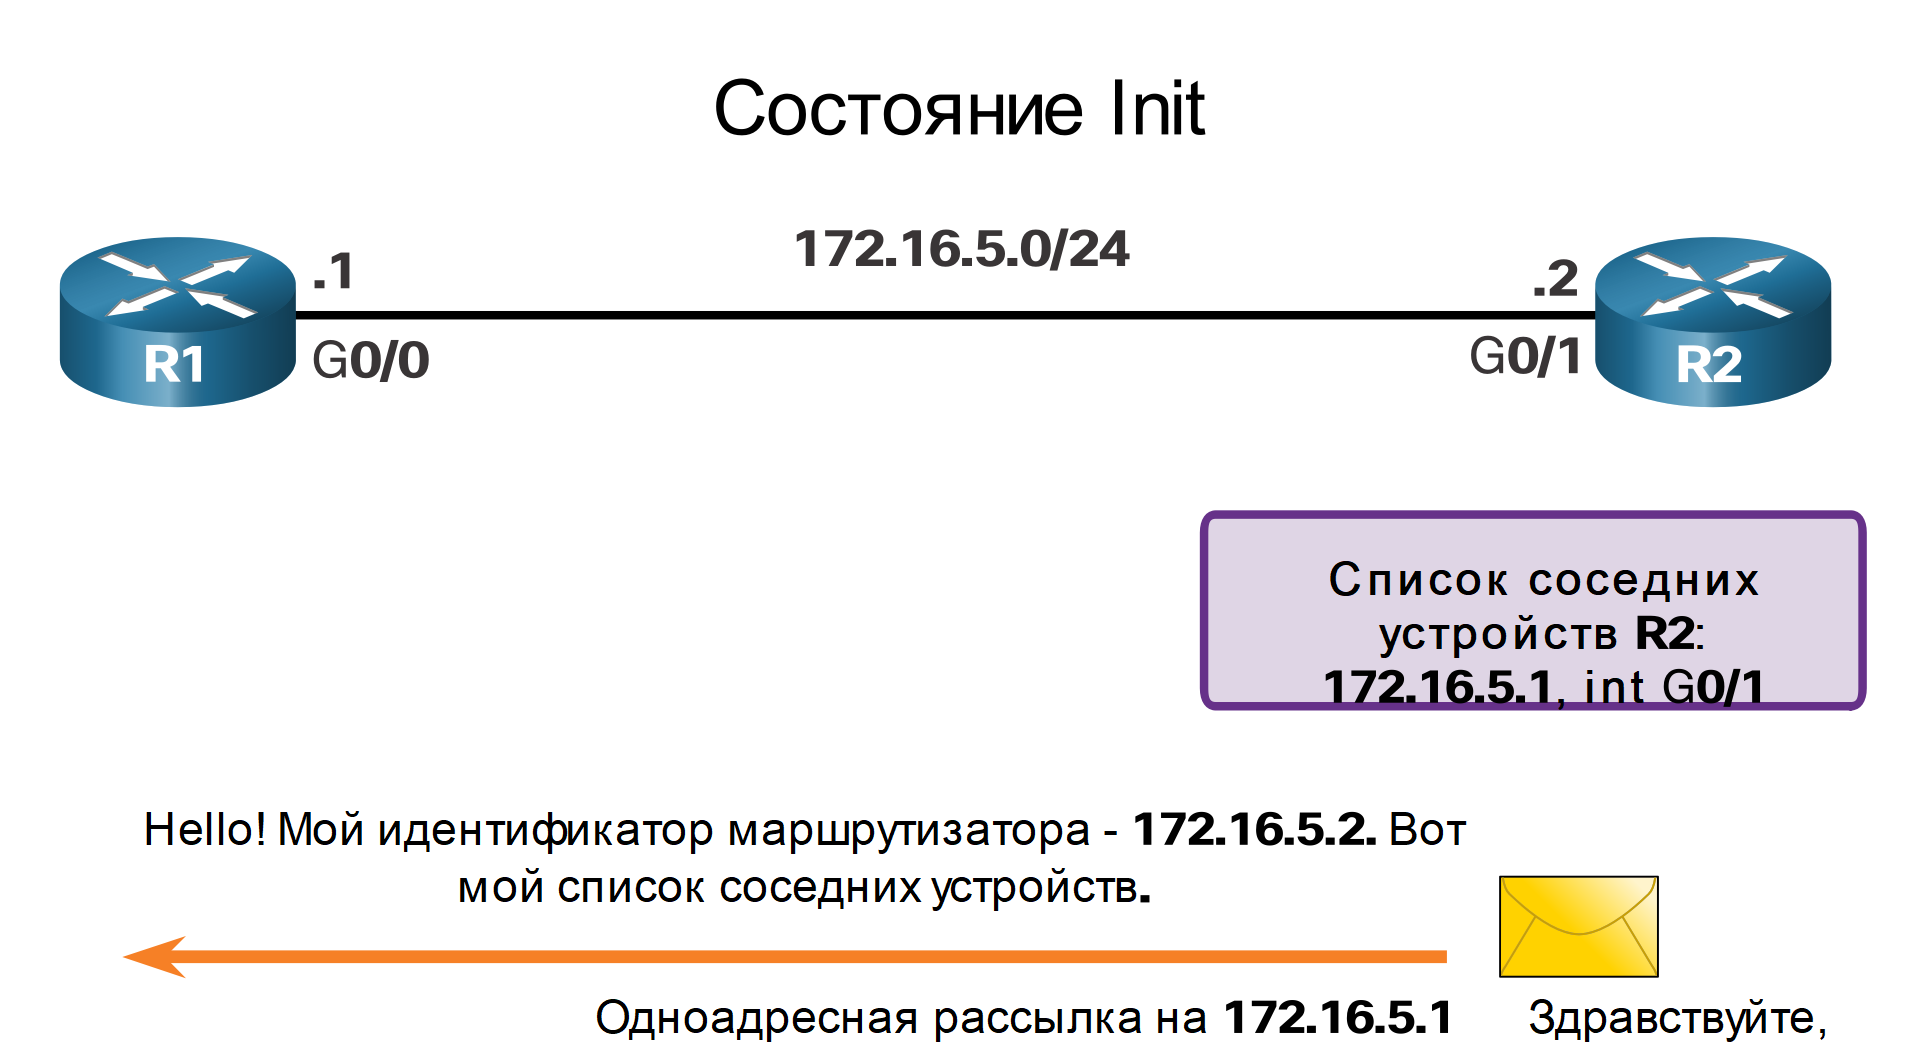 Состояние Init
172.16.5.0/24
.1
.2
G0/0
G0/1
R1
R2
Список соседних
устройств R2:
172.16.5.1, int G0/1
Hello! Мой идентификатор маршрутизатора - 172.16.5.2. Вот
мой список соседних устройств.
Одноадресная рассылка на 172.16.5.1
Здравствуйте,